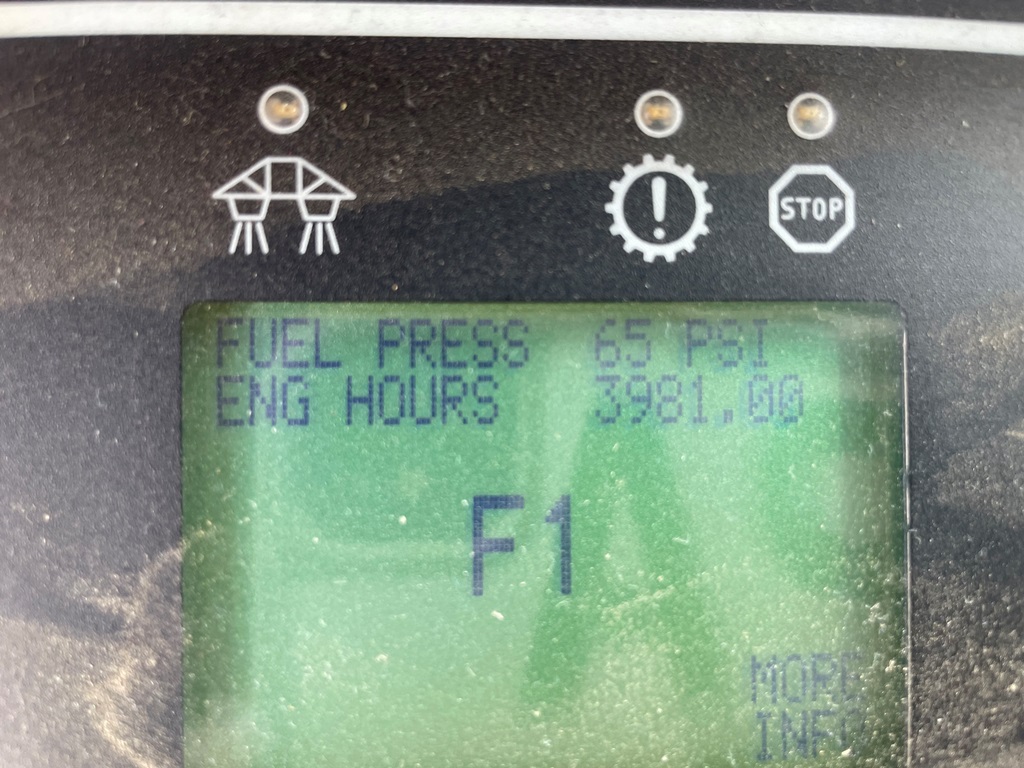 STOP
FUEL PRESS 65 PSI
ENG HOURS 3981,00
F1
MORE
INFO